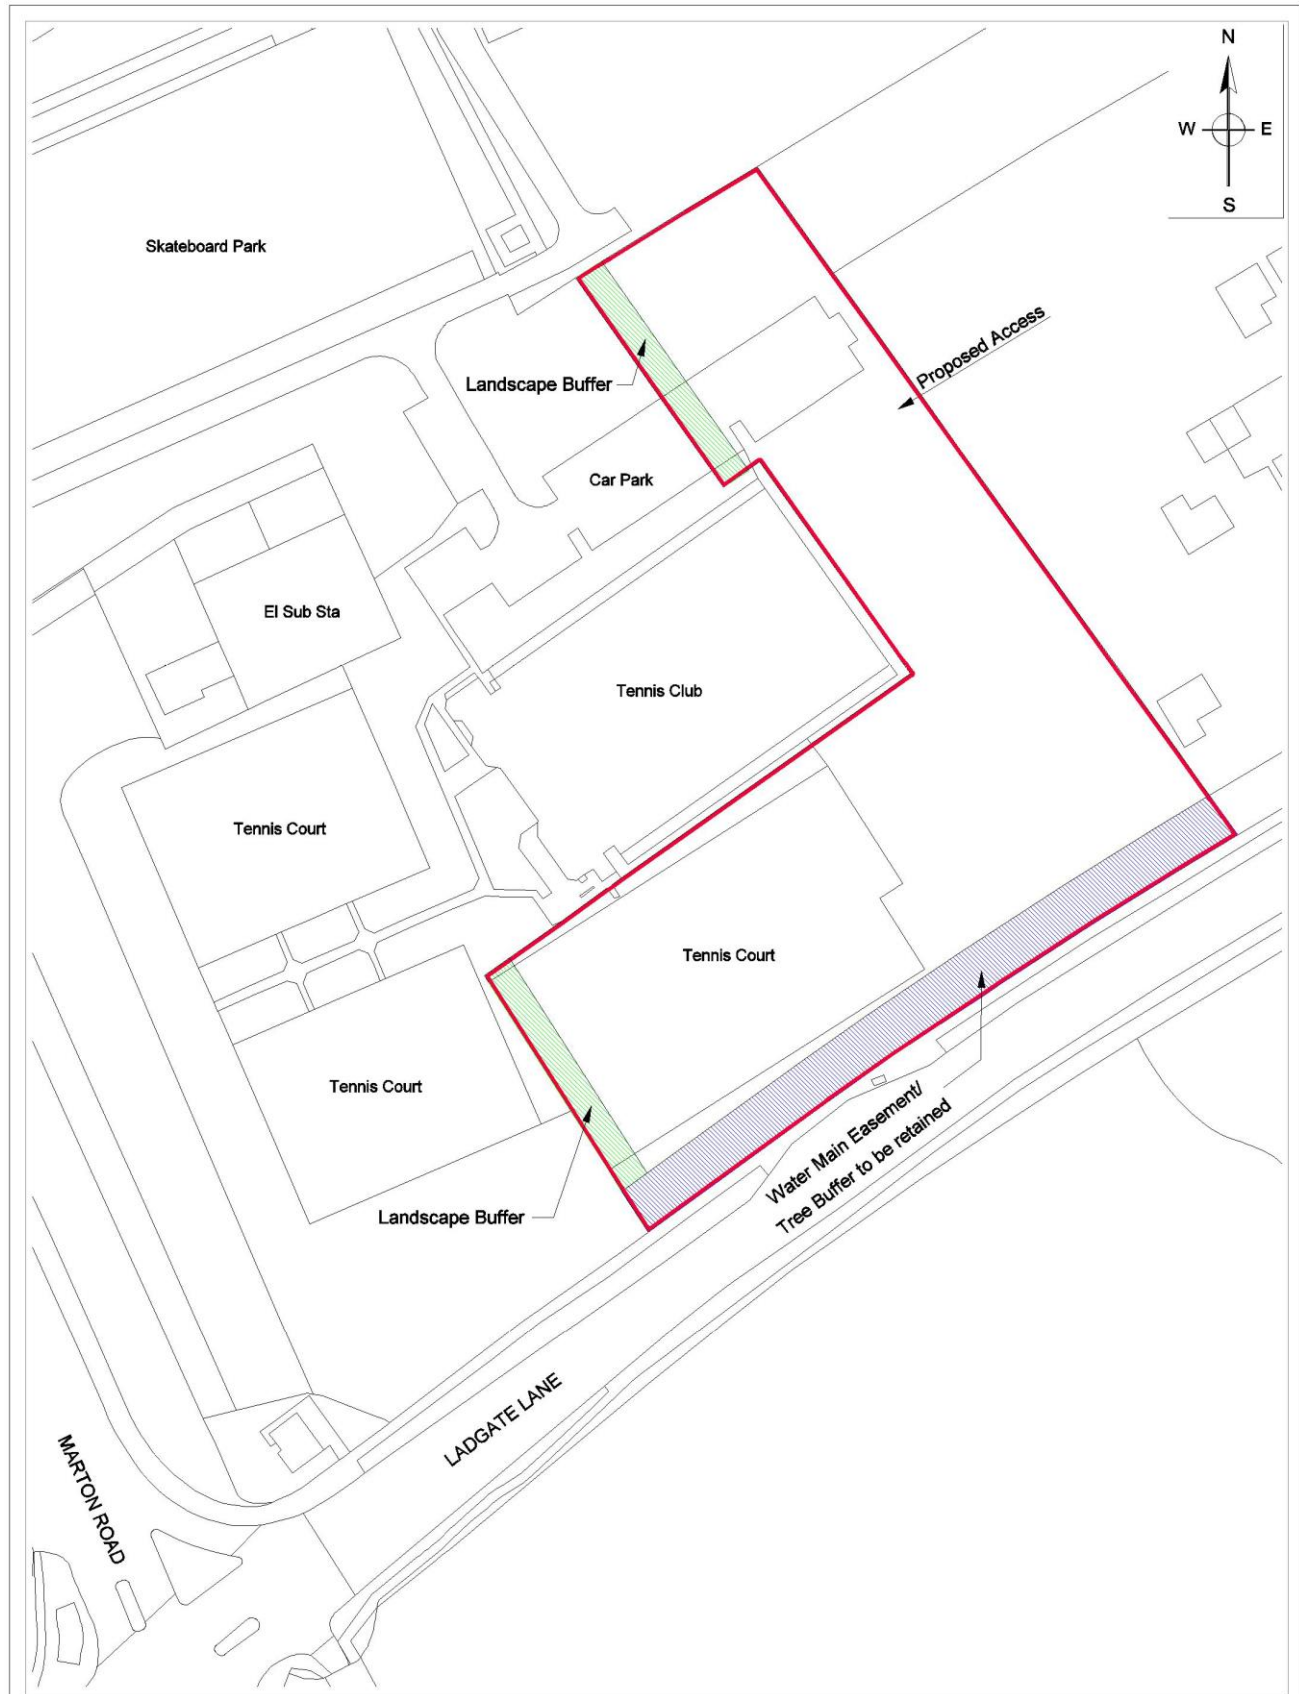 N
W E
S
Skateboard Park
Proposed Access
Landscape Buffer
Car Park
El Sub Sta
Tennis Club
Tennis Court
Tennis Court
Tennis Court
Water Main Easement/
Tree Buffer to be retained
Landscape Buffer
LADGATE LANE
MARTON ROAD